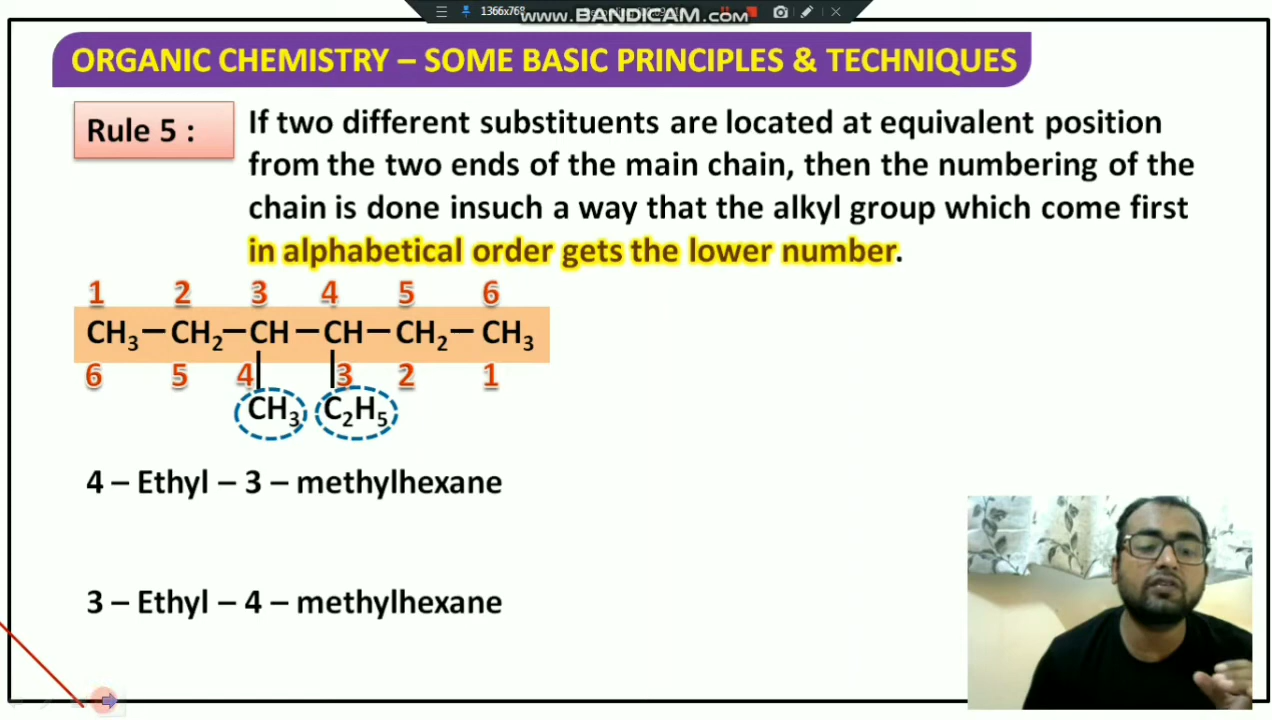 1366x768
www.BANDICAM.com
ORGANIC CHEMISTRY – SOME BASIC PRINCIPLES & TECHNIQUES
Rule 5 :
If two different substituents are located at equivalent position
from the two ends of the main chain, then the numbering of the
chain is done insuch a way that the alkyl group which come first
in alphabetical order gets the lower number.
1 2 3 4 5 6
CH₃ – CH₂ – CH – CH – CH₂ – CH₃
6 5 4 3 2 1
CH₃ C₂H₅
4 – Ethyl – 3 – methylhexane
3 – Ethyl – 4 – methylhexane